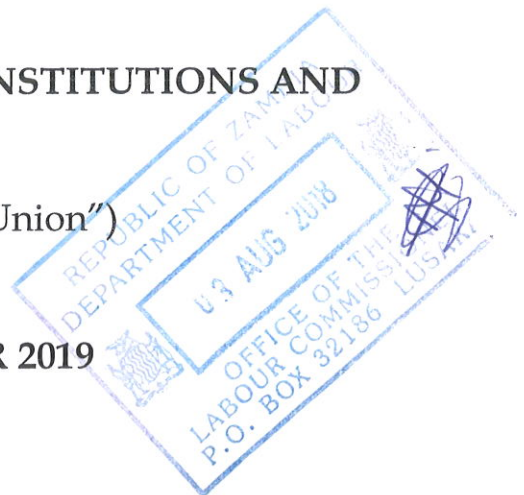 NSTITUTIONS AND
Union")
R 2019
REPUBLIC OF ZAMBIA
DEPARTMENT OF LABOUR
03 AUG 2018
OFFICE OF THE
LABOUR COMMISSIONER
P.O. BOX 32186 LUSAKA